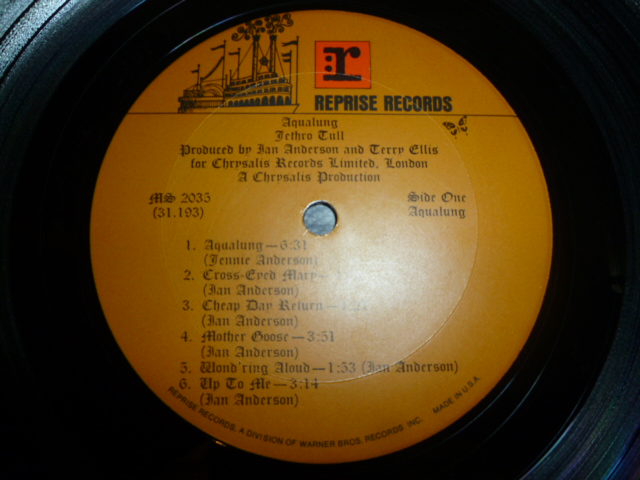 r
REPRISE RECORDS
Aqualung
Jethro Tull
Produced by Ian Anderson and Terry Ellis
for Chrysalis Records Limited, London
A Chrysalis Production
MS 2035 Side One
(31.193) Aqualung
1. Aqualung—6:31
(Jennie Anderson)
2. Cross-Eyed Mary—
(Ian Anderson)
3. Cheap Day Return—
(Ian Anderson)
4. Mother Goose—3:51
(Ian Anderson)
5. Wond'ring Aloud—1:53 (Ian Anderson)
6. Up To Me—3:14
(Ian Anderson)
REPRISE RECORDS, A DIVISION OF WARNER BROS. RECORDS INC. MADE IN U.S.A.